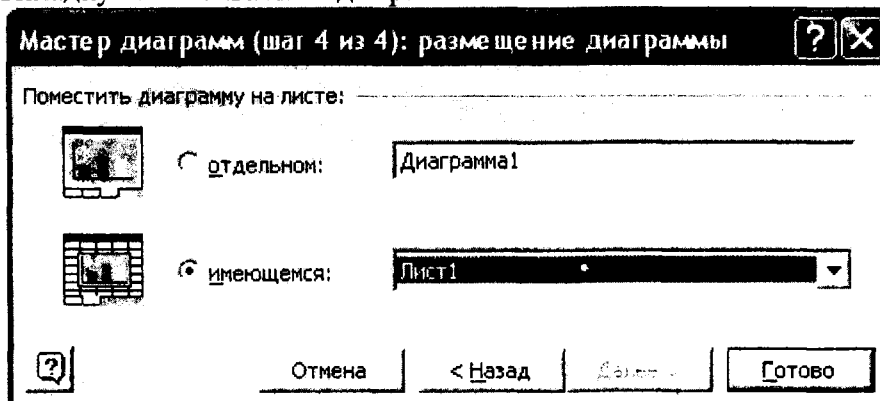 Мастер диаграмм (шаг 4 из 4): размещение диаграммы
Поместить диаграмму на листе:
отдельном: Диаграмма1
имеющемся: Лист1
Отмена < Назад Далее > Готово